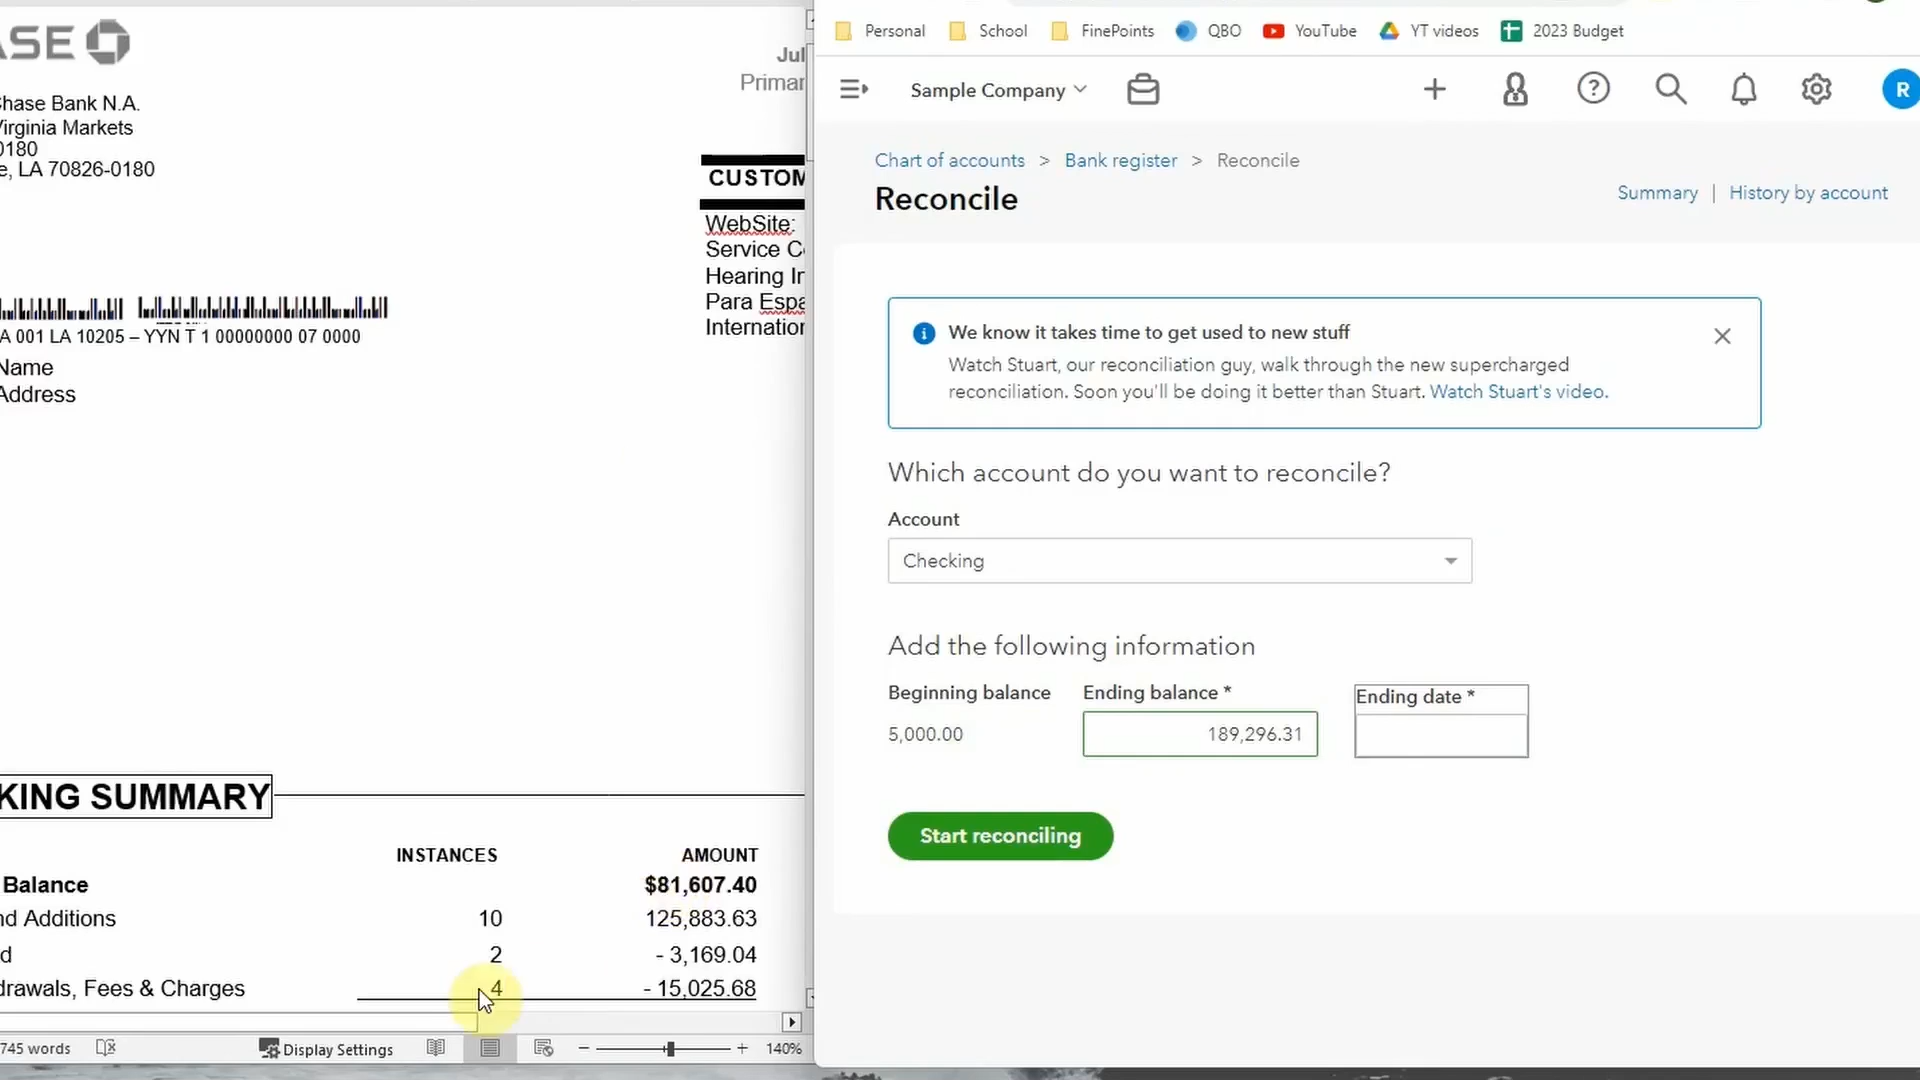 ASE
Chase Bank N.A.
Virginia Markets
0180
e, LA 70826-0180
Jul
Primar
CUSTOM
WebSite:
Service C
Hearing I
Para Espa
Internation
A 001 LA 10205 – YYN T 1 00000000 07 0000
Name
Address
KING SUMMARY
INSTANCES AMOUNT
Balance $81,607.40
nd Additions 10 125,883.63
d 2 - 3,169.04
drawals, Fees & Charges 4 - 15,025.68
745 words Display Settings 140%
Personal School FinePoints QBO YouTube YT videos 2023 Budget
Sample Company R
Chart of accounts > Bank register > Reconcile
Reconcile
Summary | History by account
We know it takes time to get used to new stuff
Watch Stuart, our reconciliation guy, walk through the new supercharged
reconciliation. Soon you'll be doing it better than Stuart. Watch Stuart's video.
Which account do you want to reconcile?
Account
Checking
Add the following information
Beginning balance Ending balance * Ending date *
5,000.00 189,296.31
Start reconciling